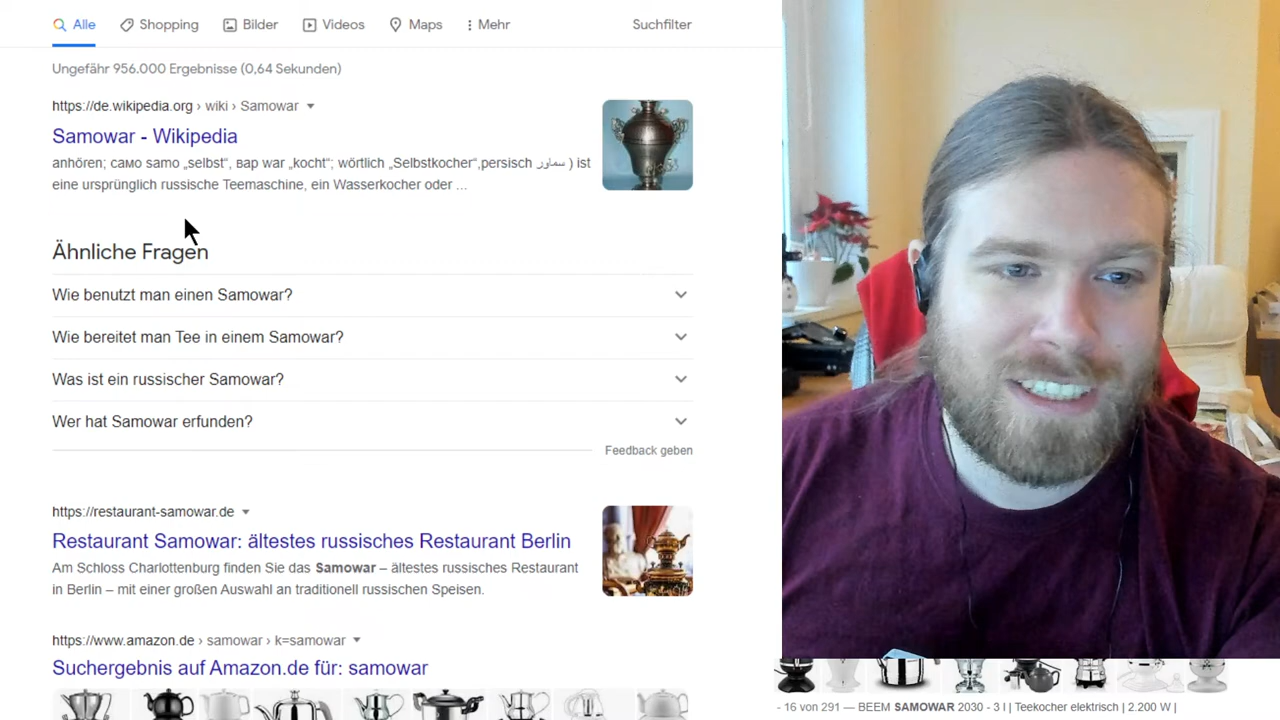 Alle Shopping Bilder Videos Maps Mehr Suchfilter
Ungefähr 956.000 Ergebnisse (0,64 Sekunden)
https://de.wikipedia.org › wiki › Samowar
Samowar - Wikipedia
anhören; само samo „selbst“, вар war „kocht“; wörtlich „Selbstkocher“,persisch سماور ) ist
eine ursprünglich russische Teemaschine, ein Wasserkocher oder ...
Ähnliche Fragen
Wie benutzt man einen Samowar?
Wie bereitet man Tee in einem Samowar?
Was ist ein russischer Samowar?
Wer hat Samowar erfunden?
Feedback geben
https://restaurant-samowar.de
Restaurant Samowar: ältestes russisches Restaurant Berlin
Am Schloss Charlottenburg finden Sie das Samowar – ältestes russisches Restaurant
in Berlin – mit einer großen Auswahl an traditionell russischen Speisen.
https://www.amazon.de › samowar › k=samowar
Suchergebnis auf Amazon.de für: samowar
- 16 von 291 — BEEM SAMOWAR 2030 - 3 l | Teekocher elektrisch | 2.200 W |